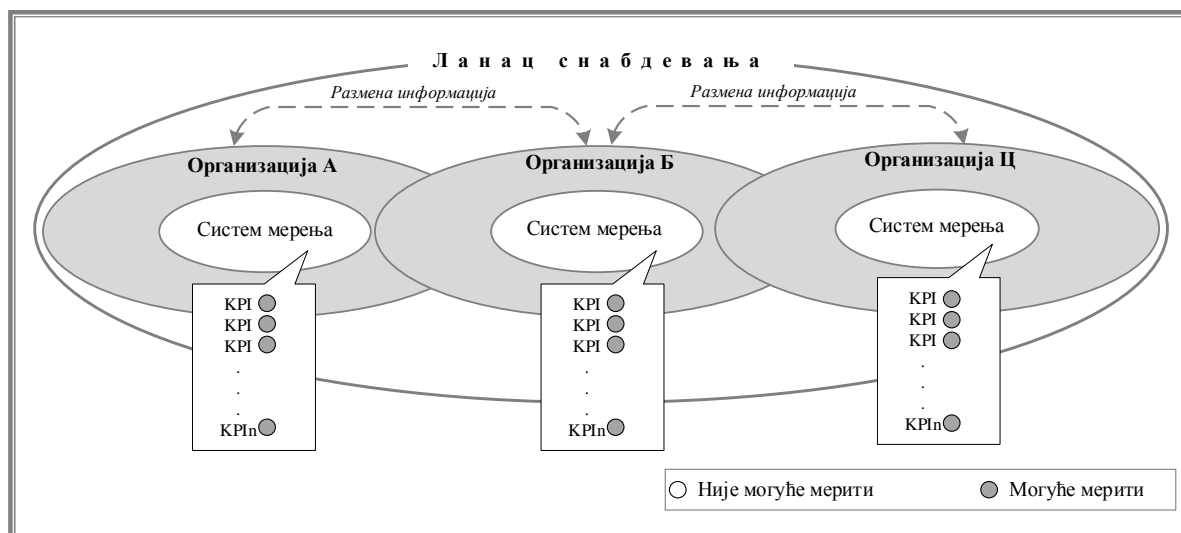 Ланац снабдевања
Размена информација
Размена информација
Организација А
Организација Б
Организација Ц
Систем мерења
Систем мерења
Систем мерења
KPI
KPI
KPI
.
.
.
KPIn
KPI
KPI
KPI
.
.
.
KPIn
KPI
KPI
KPI
.
.
.
KPIn
Није могуће мерити
Могуће мерити